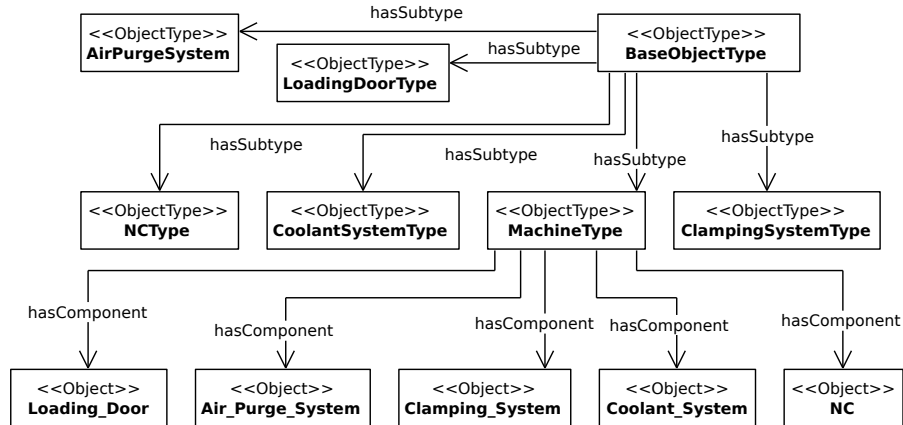 hasSubtype
<<ObjectType>>
AirPurgeSystem
<<ObjectType>>
BaseObjectType
hasSubtype
<<ObjectType>>
LoadingDoorType
hasSubtype
hasSubtype
hasSubtype
hasSubtype
<<ObjectType>>
NCType
<<ObjectType>>
CoolantSystemType
<<ObjectType>>
MachineType
<<ObjectType>>
ClampingSystemType
hasComponent
hasComponent
hasComponent
hasComponent
hasComponent
<<Object>>
Loading_Door
<<Object>>
Air_Purge_System
<<Object>>
Clamping_System
<<Object>>
Coolant_System
<<Object>>
NC